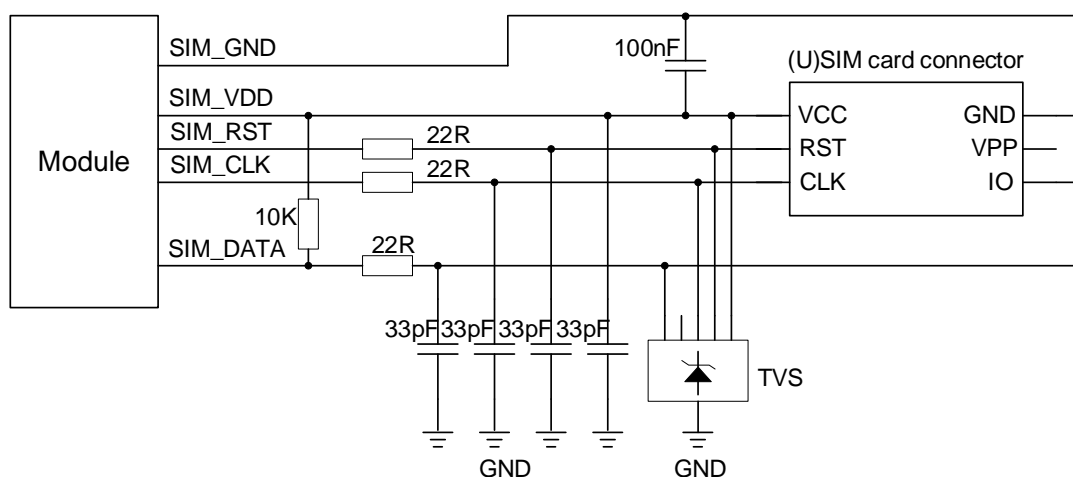 SIM_GND
100nF
(U)SIM card connector
SIM_VDD
VCC GND
SIM_RST 22R
RST VPP
Module
SIM_CLK 22R
CLK IO
10K
SIM_DATA 22R
33pF 33pF 33pF 33pF
TVS
GND GND